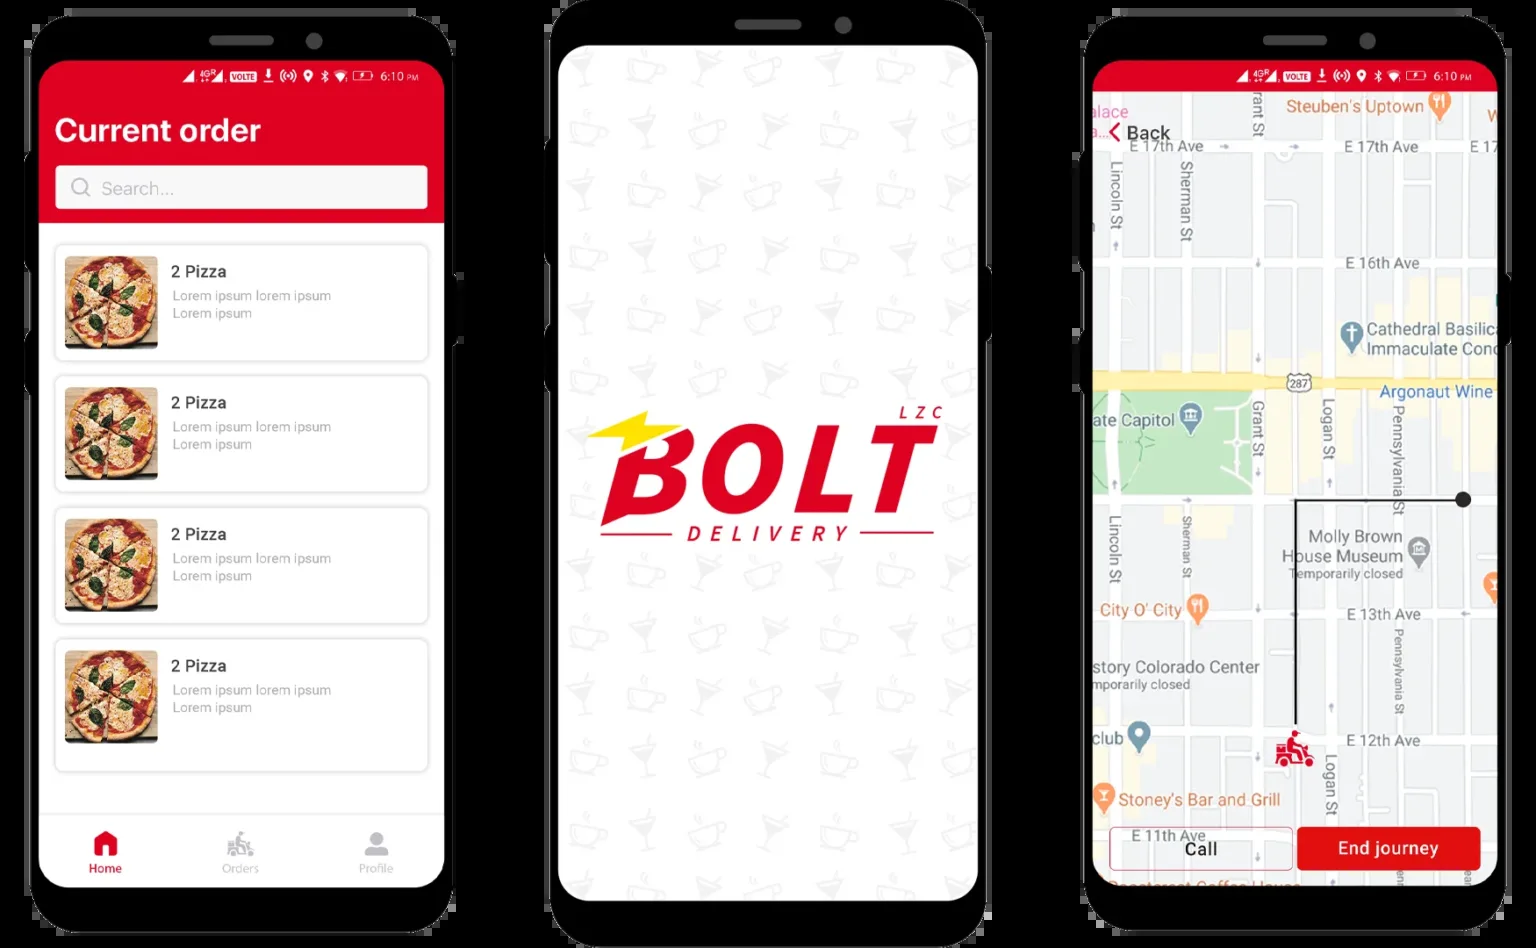 4GR VOLTE 6:10 PM
Current order
Search...
2 Pizza
Lorem ipsum lorem ipsum
Lorem ipsum
2 Pizza
Lorem ipsum lorem ipsum
Lorem ipsum
2 Pizza
Lorem ipsum lorem ipsum
Lorem ipsum
2 Pizza
Lorem ipsum lorem ipsum
Lorem ipsum
Home
Orders
Profile
LZC
BOLT
DELIVERY
4GR VOLTE 6:10 PM
alace
a...
Back
rant St
Steuben's Uptown
W
E 17th Ave
E 17th Ave
E 17
Lincoln St
Sherman St
E 16th Ave
Cathedral Basilica
Immaculate Conc
287
Argonaut Wine
ate Capitol
Grant St
Logan St
Pennsylvania St
Lincoln St
Sherman St
Molly Brown
House Museum
Temporarily closed
City O' City
E 13th Ave
story Colorado Center
mporarily closed
Pennsylvania St
club
E 12th Ave
Logan St
Stoney's Bar and Grill
E 11th Ave
Call
End journey